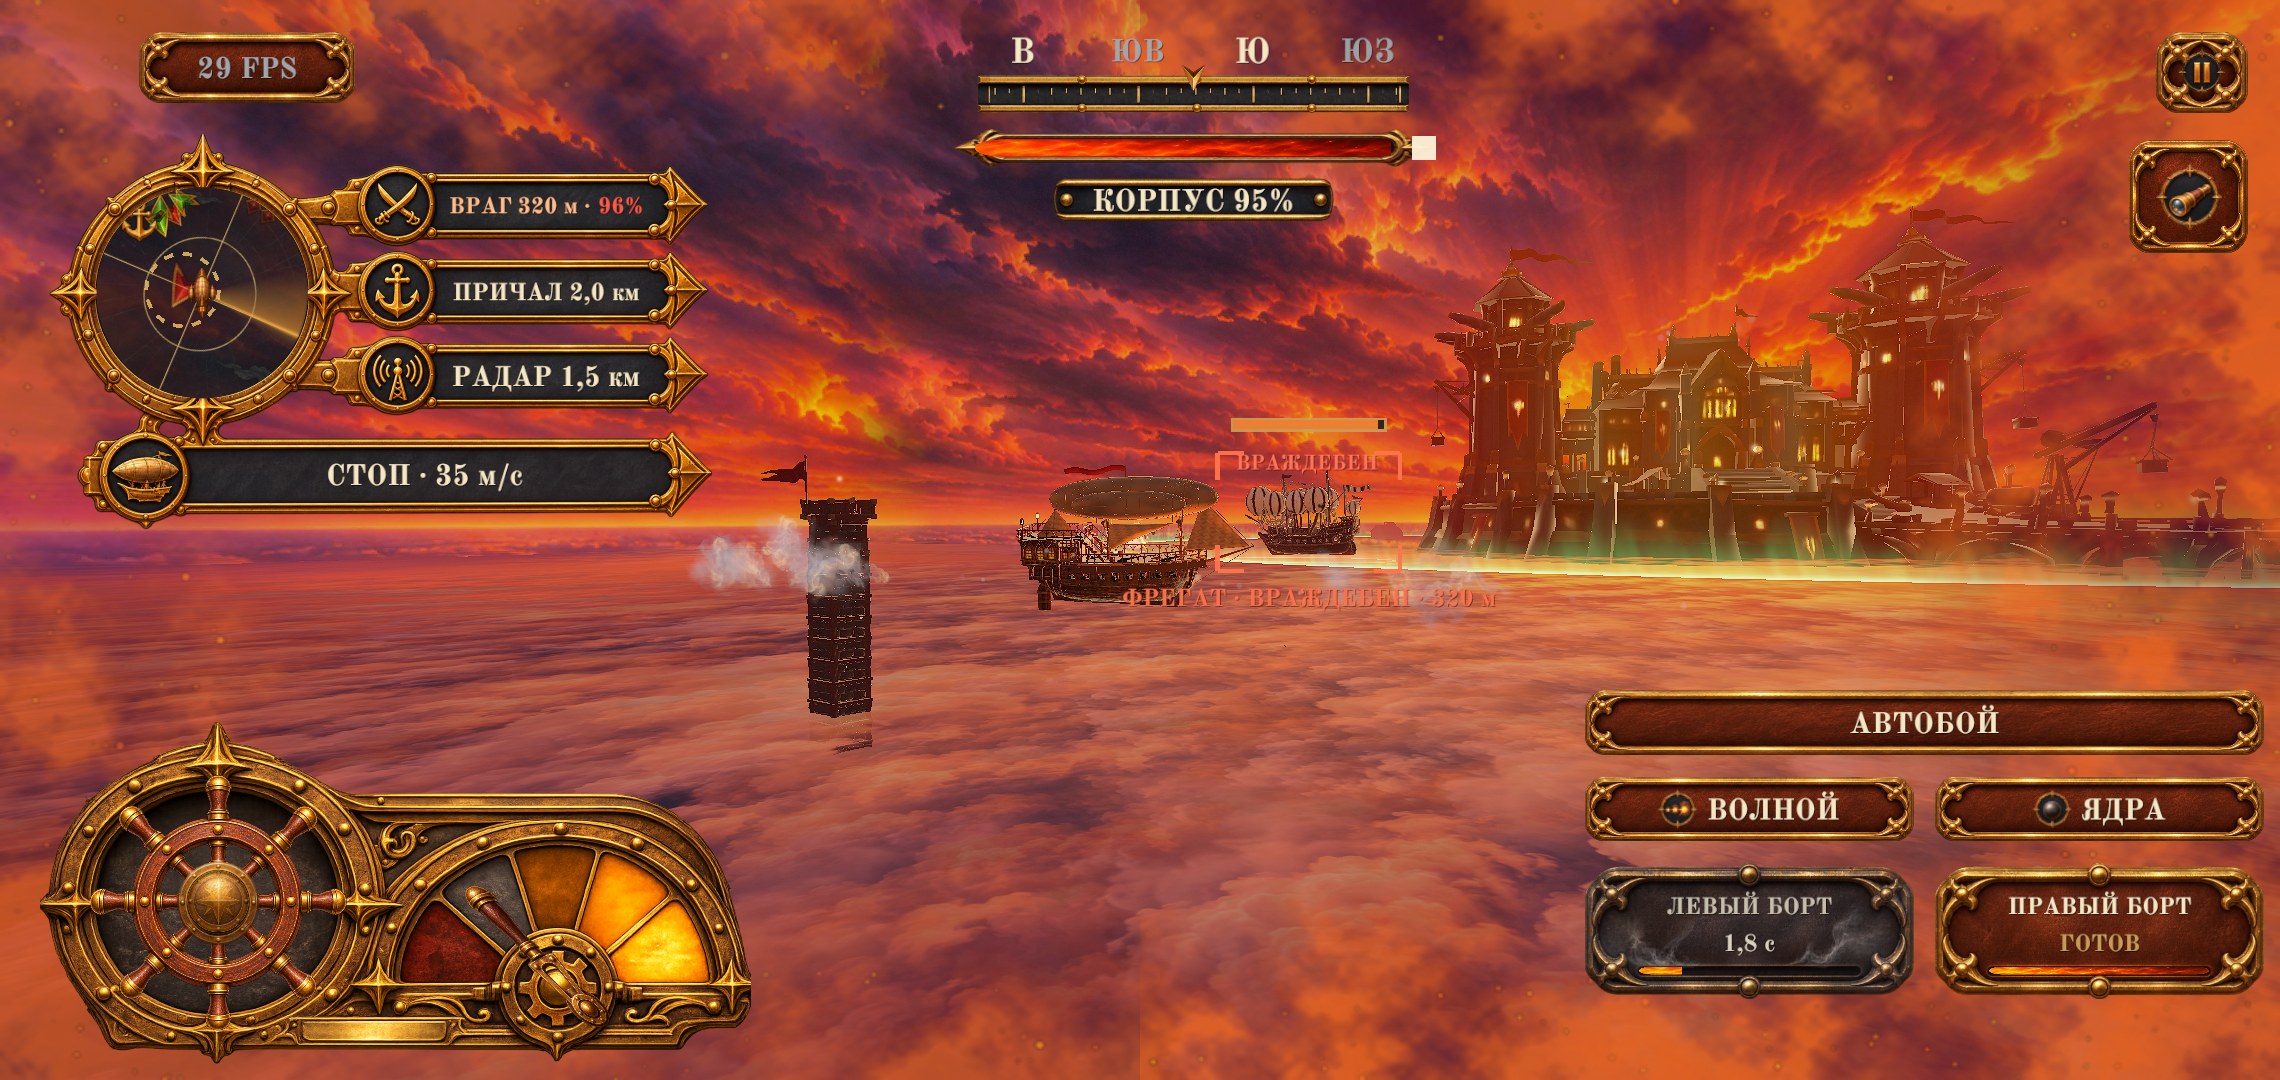 29 FPS
В ЮВ Ю ЮЗ
КОРПУС 95%
ВРАГ 320 м · 96%
ПРИЧАЛ 2,0 км
РАДАР 1,5 км
СТОП · 35 м/с
ВРАЖДЕБЕН
ФРЕГАТ · ВРАЖДЕБЕН · 320 м
АВТОБОЙ
ВОЛНОЙ
ЯДРА
ЛЕВЫЙ БОРТ
1,8 с
ПРАВЫЙ БОРТ
ГОТОВ